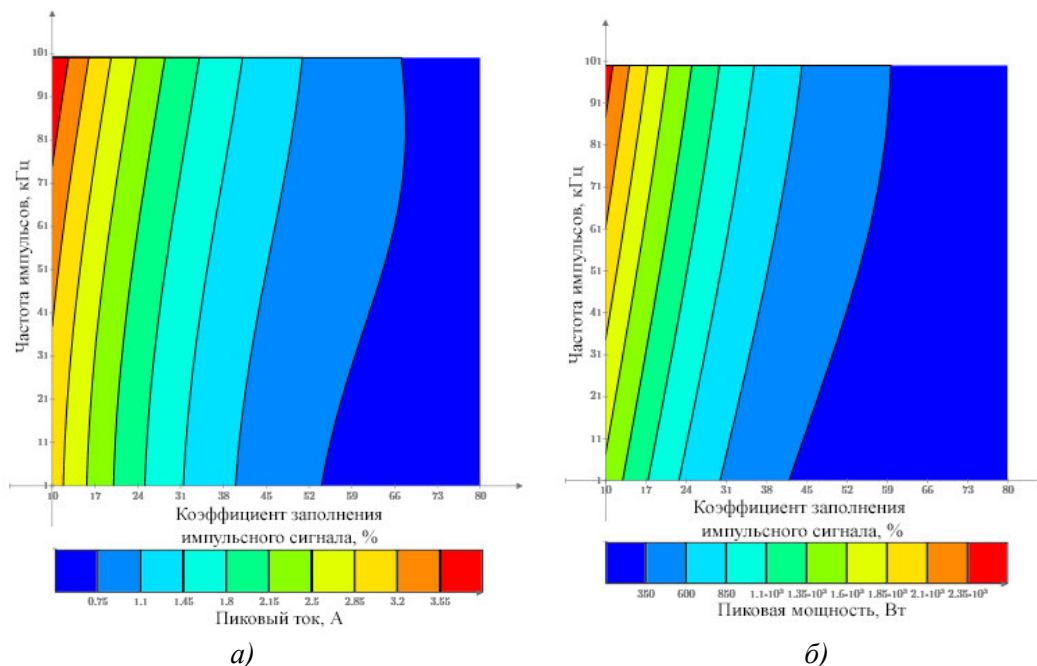 101
91
81
71
61
51
41
31
21
11
1
Частота импульсов, кГц
10 17 24 31 38 45 52 59 66 73 80
Коэффициент заполнения
импульсного сигнала, %
0.75 1.1 1.45 1.8 2.15 2.5 2.85 3.2 3.55
Пиковый ток, А
а)
101
91
81
71
61
51
41
31
21
11
1
Частота импульсов, кГц
10 17 24 31 38 45 52 59 66 73 80
Коэффициент заполнения
импульсного сигнала, %
350 600 850 1.1·10³ 1.35·10³ 1.6·10³ 1.85·10³ 2.1·10³ 2.35·10³
Пиковая мощность, Вт
б)